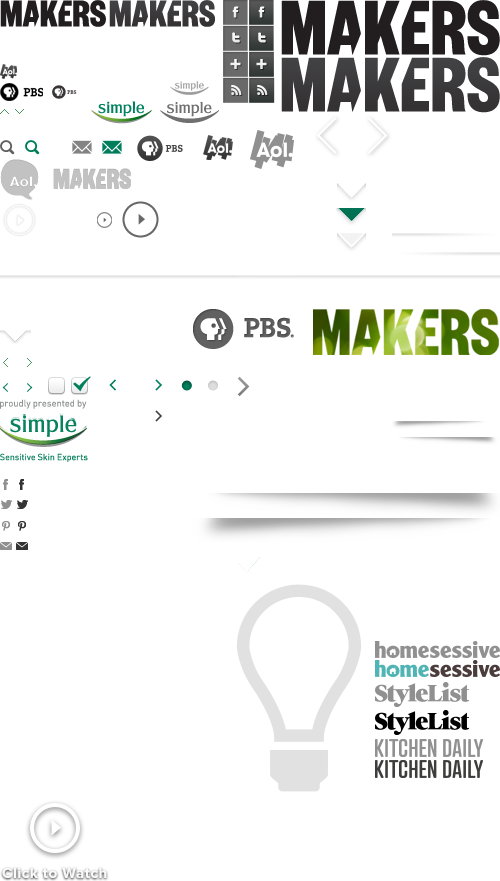 MAKERS MAKERS
MAKERS
MAKERS
Aol.
PBS PBS
simple
simple simple
PBS
Aol.
Aol.
Aol.
MAKERS
PBS.
MAKERS
proudly presented by
simple
Sensitive Skin Experts
homesessive
homesessive
StyleList
StyleList
KITCHEN DAILY
KITCHEN DAILY
Click to Watch